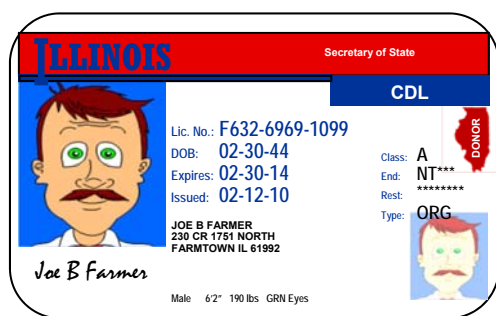 ILLINOIS
Secretary of State
CDL
Lic. No.: F632-6969-1099
DOB: 02-30-44
Expires: 02-30-14
Issued: 02-12-10
Class: A
End: NT***
Rest: ********
Type: ORG
DONOR
JOE B FARMER
230 CR 1751 NORTH
FARMTOWN IL 61992
Joe B Farmer
Male 6'2" 190 lbs GRN Eyes